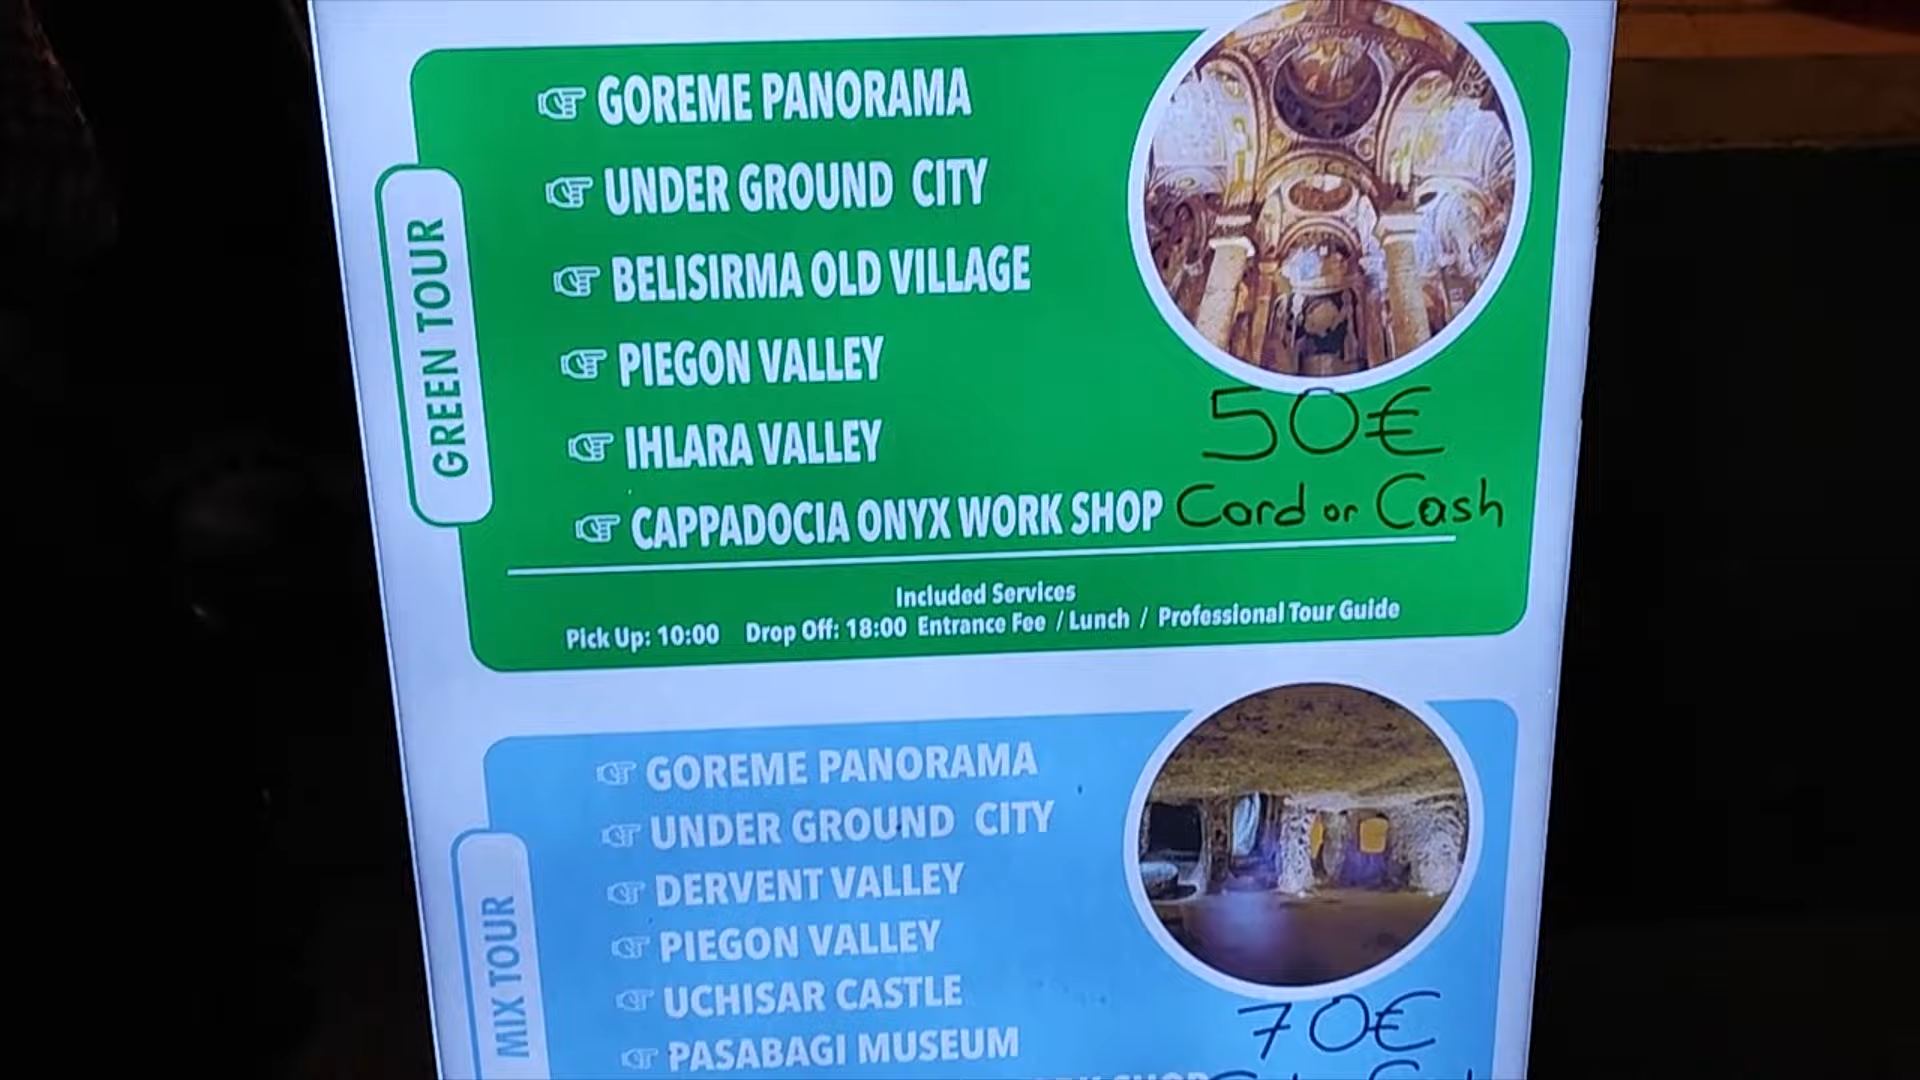 GREEN TOUR
GOREME PANORAMA
UNDER GROUND CITY
BELISIRMA OLD VILLAGE
PIEGON VALLEY
IHLARA VALLEY
CAPPADOCIA ONYX WORK SHOP
50€
Card or Cash
Included Services
Pick Up: 10:00 Drop Off: 18:00 Entrance Fee / Lunch / Professional Tour Guide
MIX TOUR
GOREME PANORAMA
UNDER GROUND CITY
DERVENT VALLEY
PIEGON VALLEY
UCHISAR CASTLE
PASABAGI MUSEUM
70€